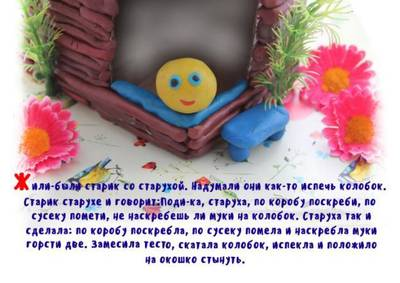 Жили-были старик со старухой. Надумали они как-то испечь колобок.
Старик старухе и говорит:Поди-ка, старуха, по коробу поскреби, по
сусеку помети, не наскребешь ли муки на колобок. Старуха так и
сделала: по коробу поскребла, по сусеку помела и наскребла муки
горсти две. Замесила тесто, скатала колобок, испекла и положило
на окошко стынуть.